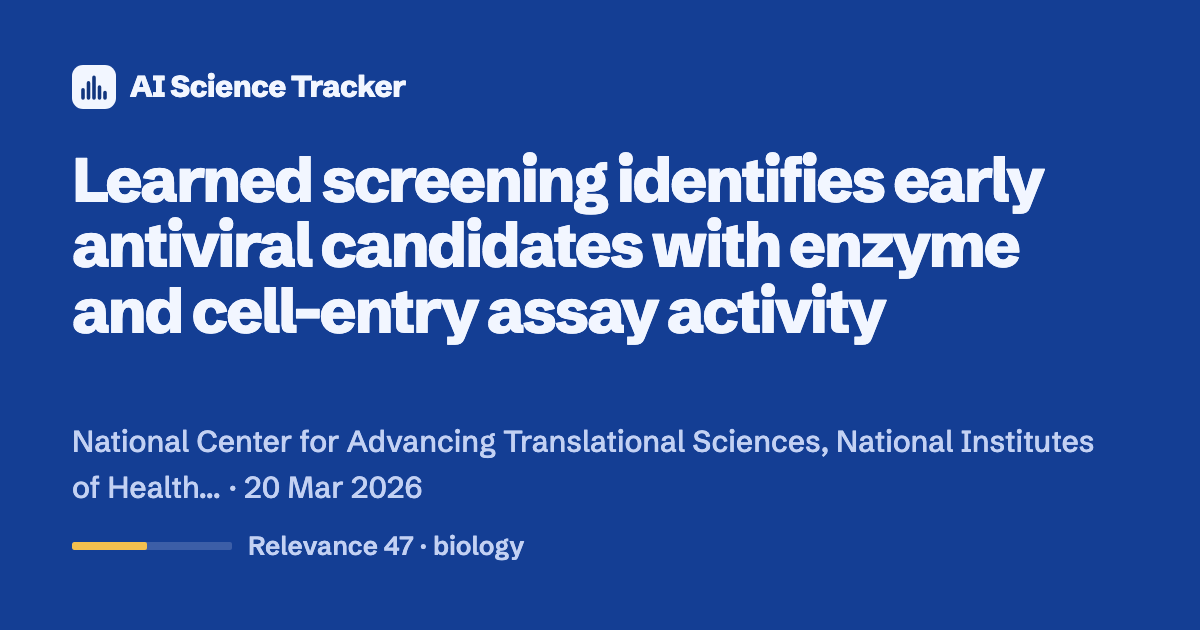 AI Science Tracker
Learned screening identifies early
antiviral candidates with enzyme
and cell-entry assay activity
National Center for Advancing Translational Sciences, National Institutes
of Health... · 20 Mar 2026
Relevance 47 · biology